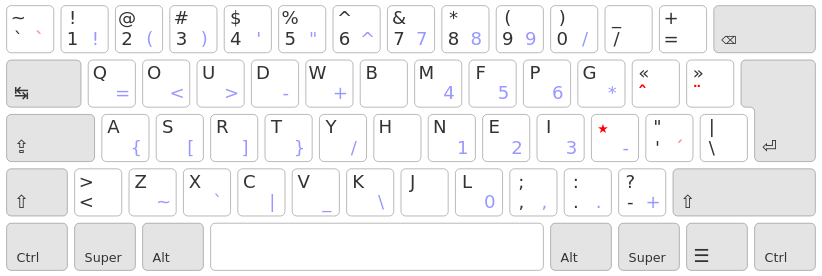 ~ ! @ # $ % ^ & * ( ) _ +
` ` 1 ! 2 ( 3 ) 4 ' 5 " 6 ^ 7 7 8 8 9 9 0 / / = ⌫
Q O U D W B M F P G « »
↹ = < > - + 4 5 6 * ˆ ¨
A S R T Y H N E I ★ " |
⇪ { [ ] } / 1 2 3 - ' ´ \ ⏎
> Z X C V K J L ; : ?
⇧ < ~ ` | _ \ 0 , , . . - + ⇧
Ctrl Super Alt Alt Super ☰ Ctrl